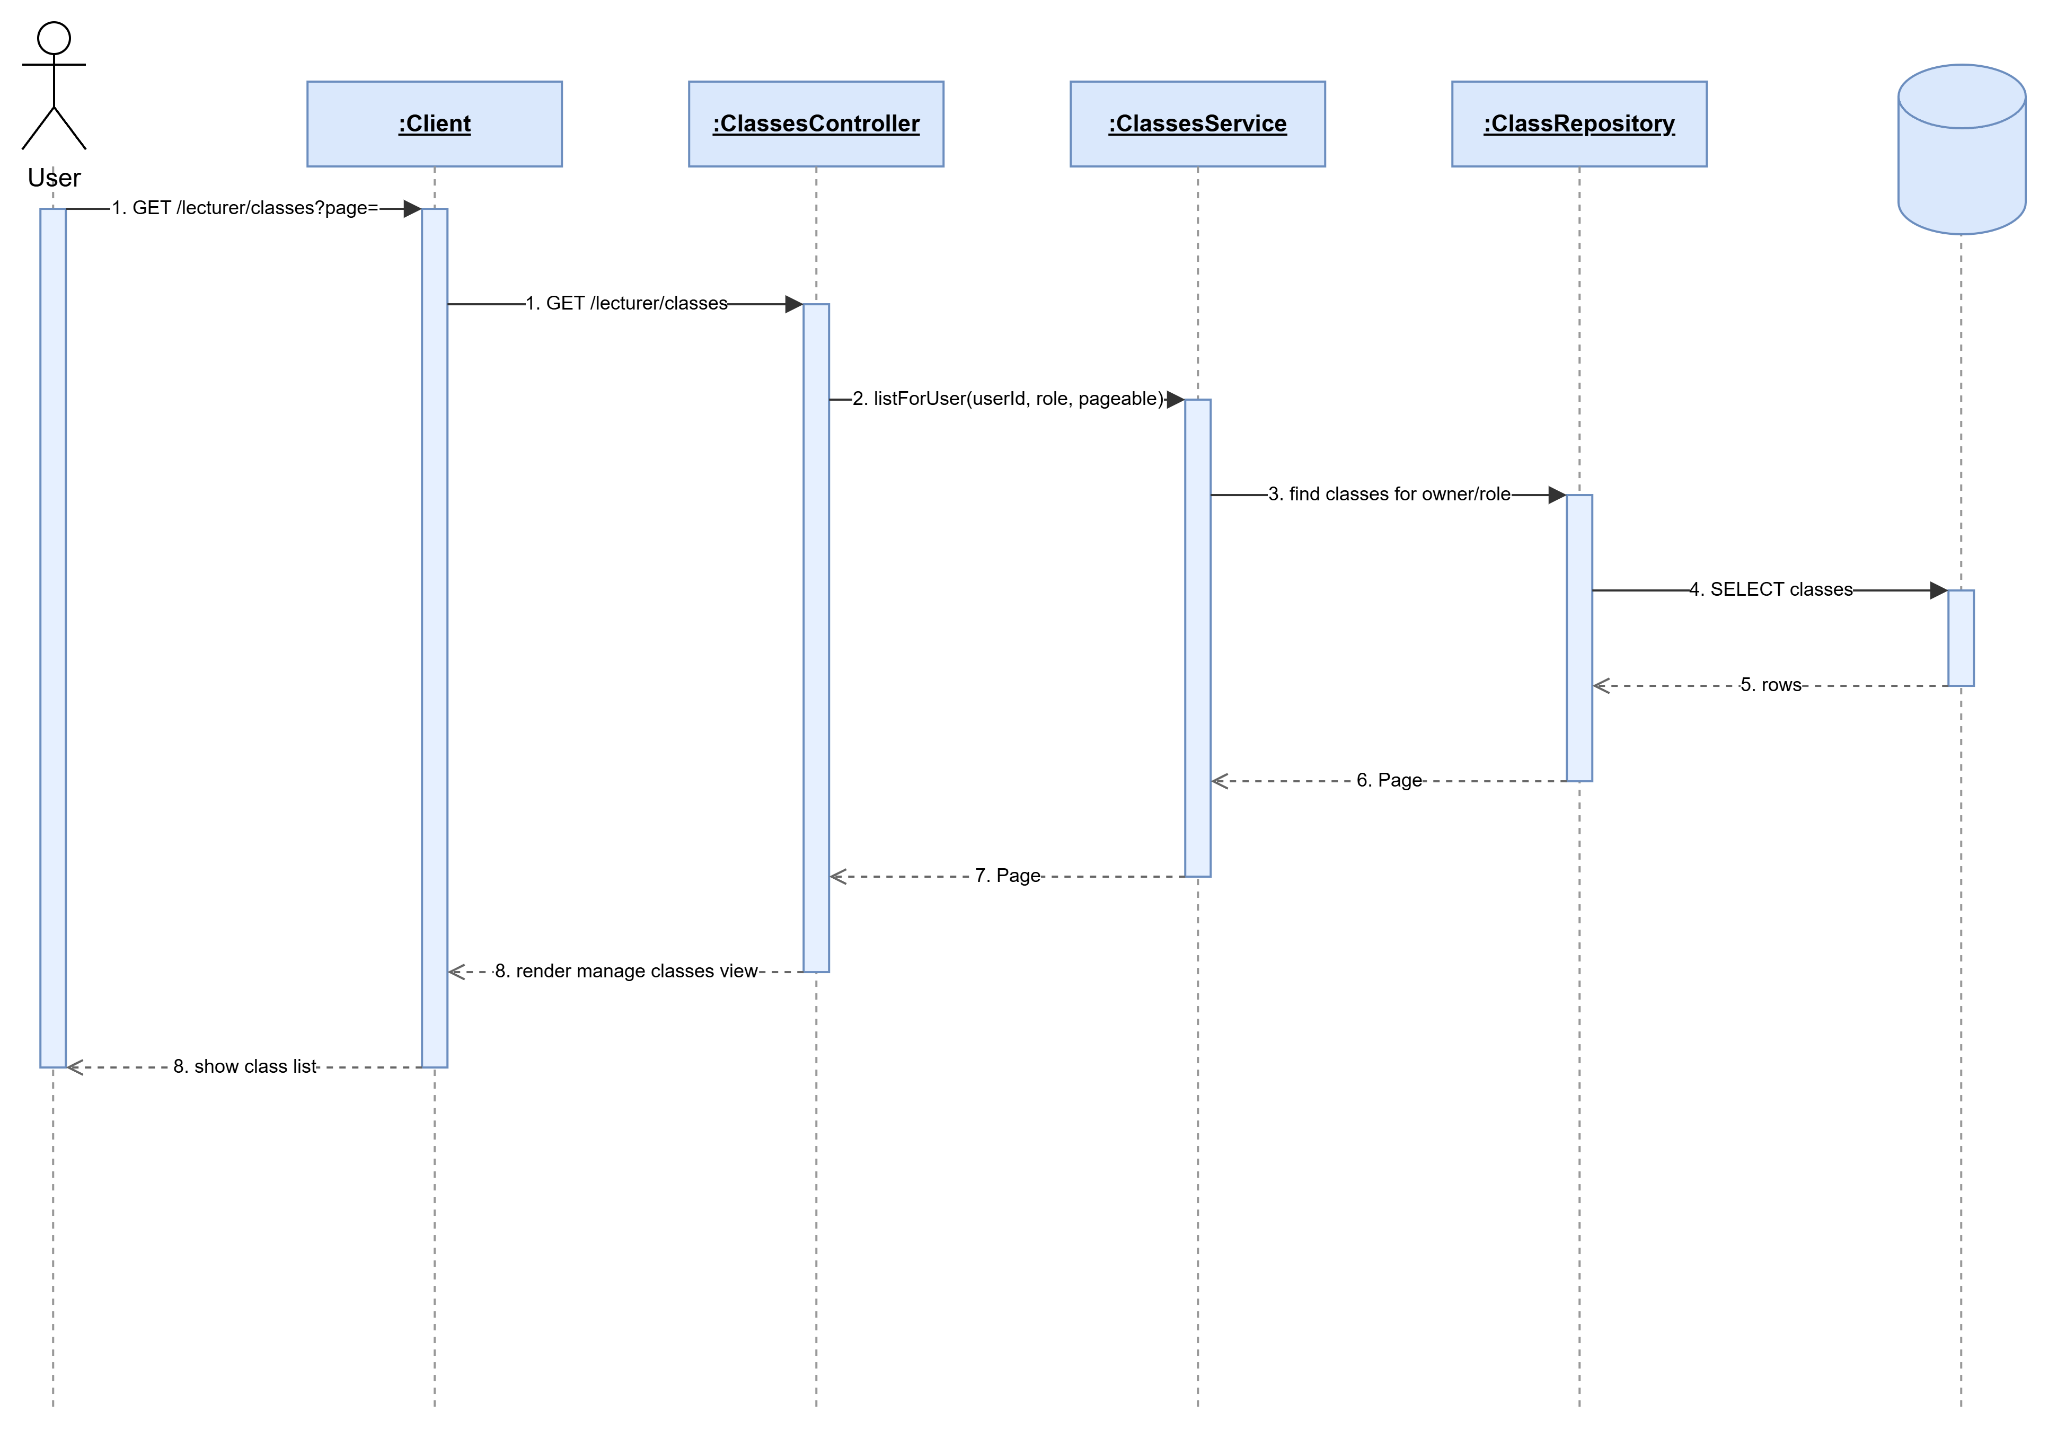 :Client
:ClassesController
:ClassesService
:ClassRepository
User
1. GET /lecturer/classes?page=
1. GET /lecturer/classes
2. listForUser(userId, role, pageable)
3. find classes for owner/role
4. SELECT classes
5. rows
6. Page
7. Page
8. render manage classes view
8. show class list